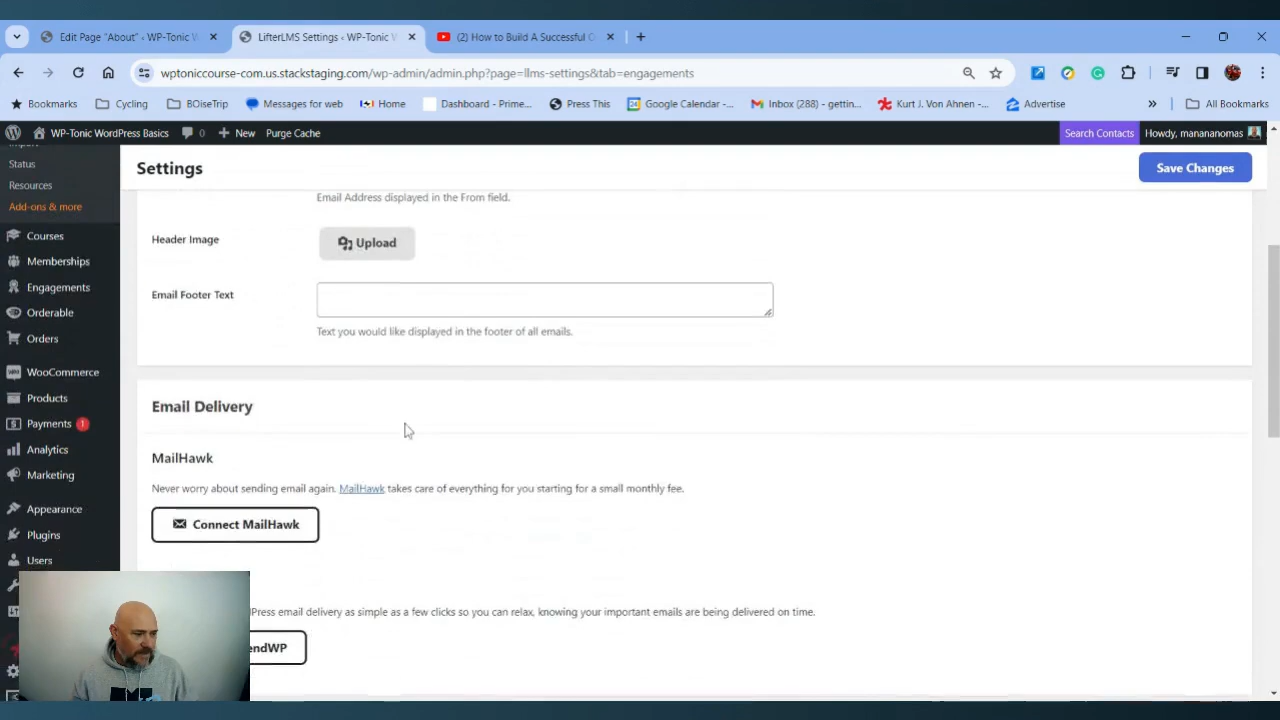 Edit Page "About" ‹ WP-Tonic W
LifterLMS Settings ‹ WP-Tonic W
(2) How to Build A Successful O
wptoniccourse-com.us.stackstaging.com/wp-admin/admin.php?page=llms-settings&tab=engagements
Bookmarks
Cycling
BOiseTrip
Messages for web
Home
Dashboard - Prime...
Press This
Google Calendar -...
Inbox (288) - gettin...
Kurt J. Von Ahnen -...
Advertise
»
All Bookmarks
WP-Tonic WordPress Basics
0
New
Purge Cache
Search Contacts
Howdy, manananomas
Status
Resources
Add-ons & more
Courses
Memberships
Engagements
Orderable
Orders
WooCommerce
Products
Payments 1
Analytics
Marketing
Appearance
Plugins
Users
Settings
Save Changes
Email Address displayed in the From field.
Header Image
Upload
Email Footer Text
Text you would like displayed in the footer of all emails.
Email Delivery
MailHawk
Never worry about sending email again. MailHawk takes care of everything for you starting for a small monthly fee.
Connect MailHawk
Press email delivery as simple as a few clicks so you can relax, knowing your important emails are being delivered on time.
endWP